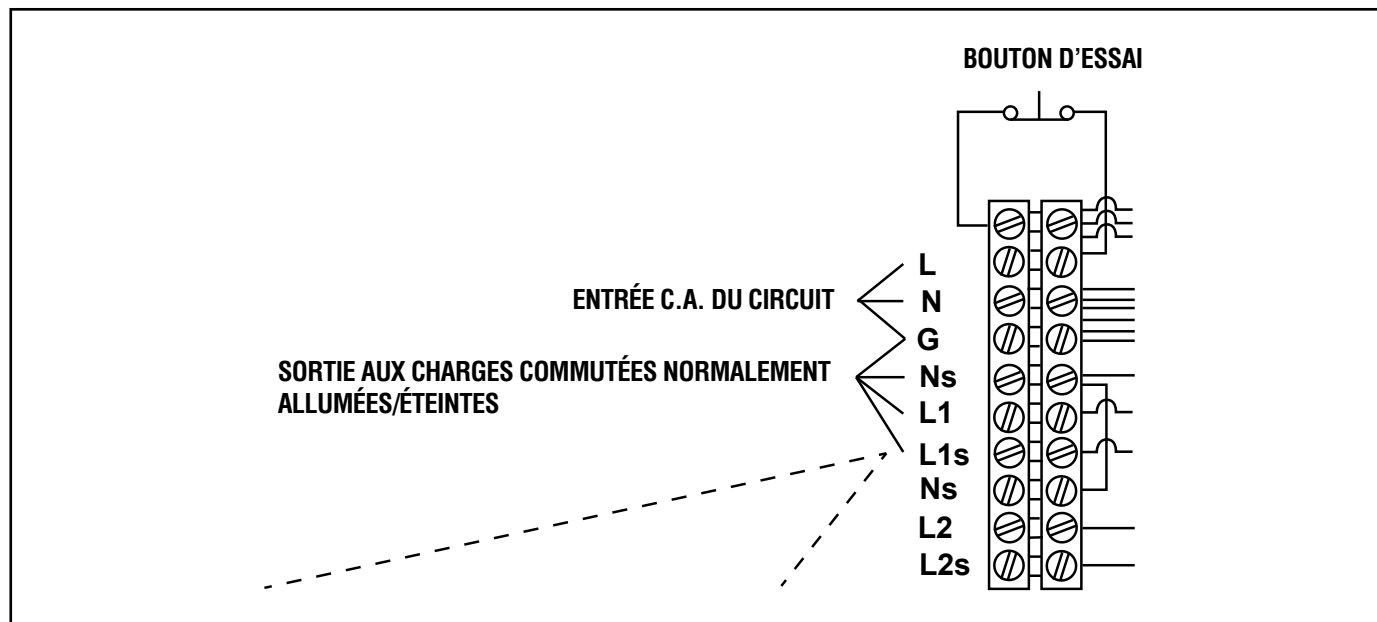 BOUTON D'ESSAI
L
ENTRÉE C.A. DU CIRCUIT
N
G
SORTIE AUX CHARGES COMMUTÉES NORMALEMENT
ALLUMÉES/ÉTEINTES
Ns
L1
L1s
Ns
L2
L2s